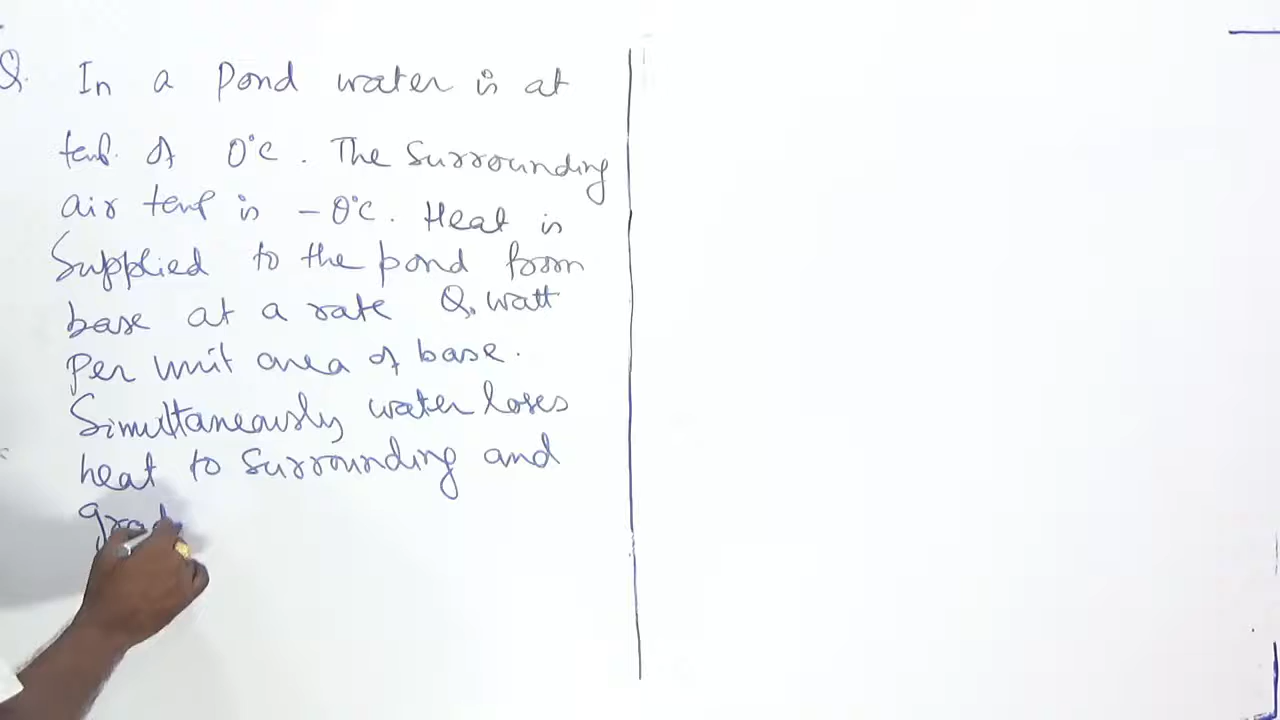 Q. In a pond water is at
temp. of 0°C. The surrounding
air temp is -θ°C. Heat is
Supplied to the pond from
base at a rate Q, watt
Per unit area of base.
Simultaneously water loses
heat to surrounding and